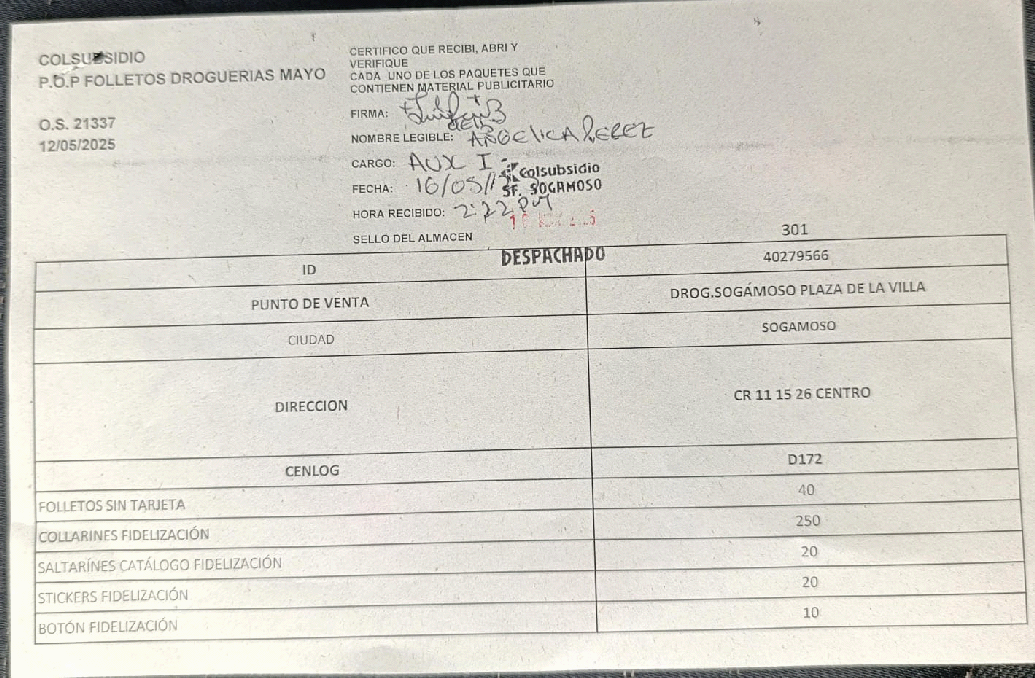 COLSUBSIDIO
P.O.P FOLLETOS DROGUERIAS MAYO
O.S. 21337
12/05/2025
CERTIFICO QUE RECIBI, ABRI Y
VERIFIQUE
CADA UNO DE LOS PAQUETES QUE
CONTIENEN MATERIAL PUBLICITARIO
FIRMA:
NOMBRE LEGIBLE: ANGELICA PEREZ
CARGO: AUX I
colsubsidio
FECHA: 16/05/
SF. SOGAMOSO
HORA RECIBIDO: 2:22 PM
SELLO DEL ALMACEN
DESPACHADO
301
ID 40279566
PUNTO DE VENTA DROG.SOGÁMOSO PLAZA DE LA VILLA
CIUDAD SOGAMOSO
DIRECCION CR 11 15 26 CENTRO
CENLOG D172
FOLLETOS SIN TARJETA 40
COLLARINES FIDELIZACIÓN 250
SALTARÍNES CATÁLOGO FIDELIZACIÓN 20
STICKERS FIDELIZACIÓN 20
BOTÓN FIDELIZACIÓN 10